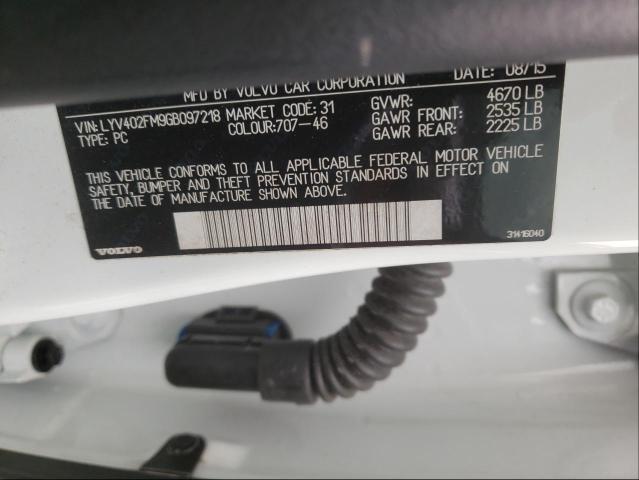 MFD BY VOLVO CAR CORPORATION DATE: 08/15
VIN: LYV402FM9GB097218 MARKET CODE: 31 GVWR: 4670 LB
TYPE: PC COLOUR: 707-46 GAWR FRONT: 2535 LB
GAWR REAR: 2225 LB
THIS VEHICLE CONFORMS TO ALL APPLICABLE FEDERAL MOTOR VEHICLE
SAFETY, BUMPER AND THEFT PREVENTION STANDARDS IN EFFECT ON
THE DATE OF MANUFACTURE SHOWN ABOVE.
VOLVO 31416040